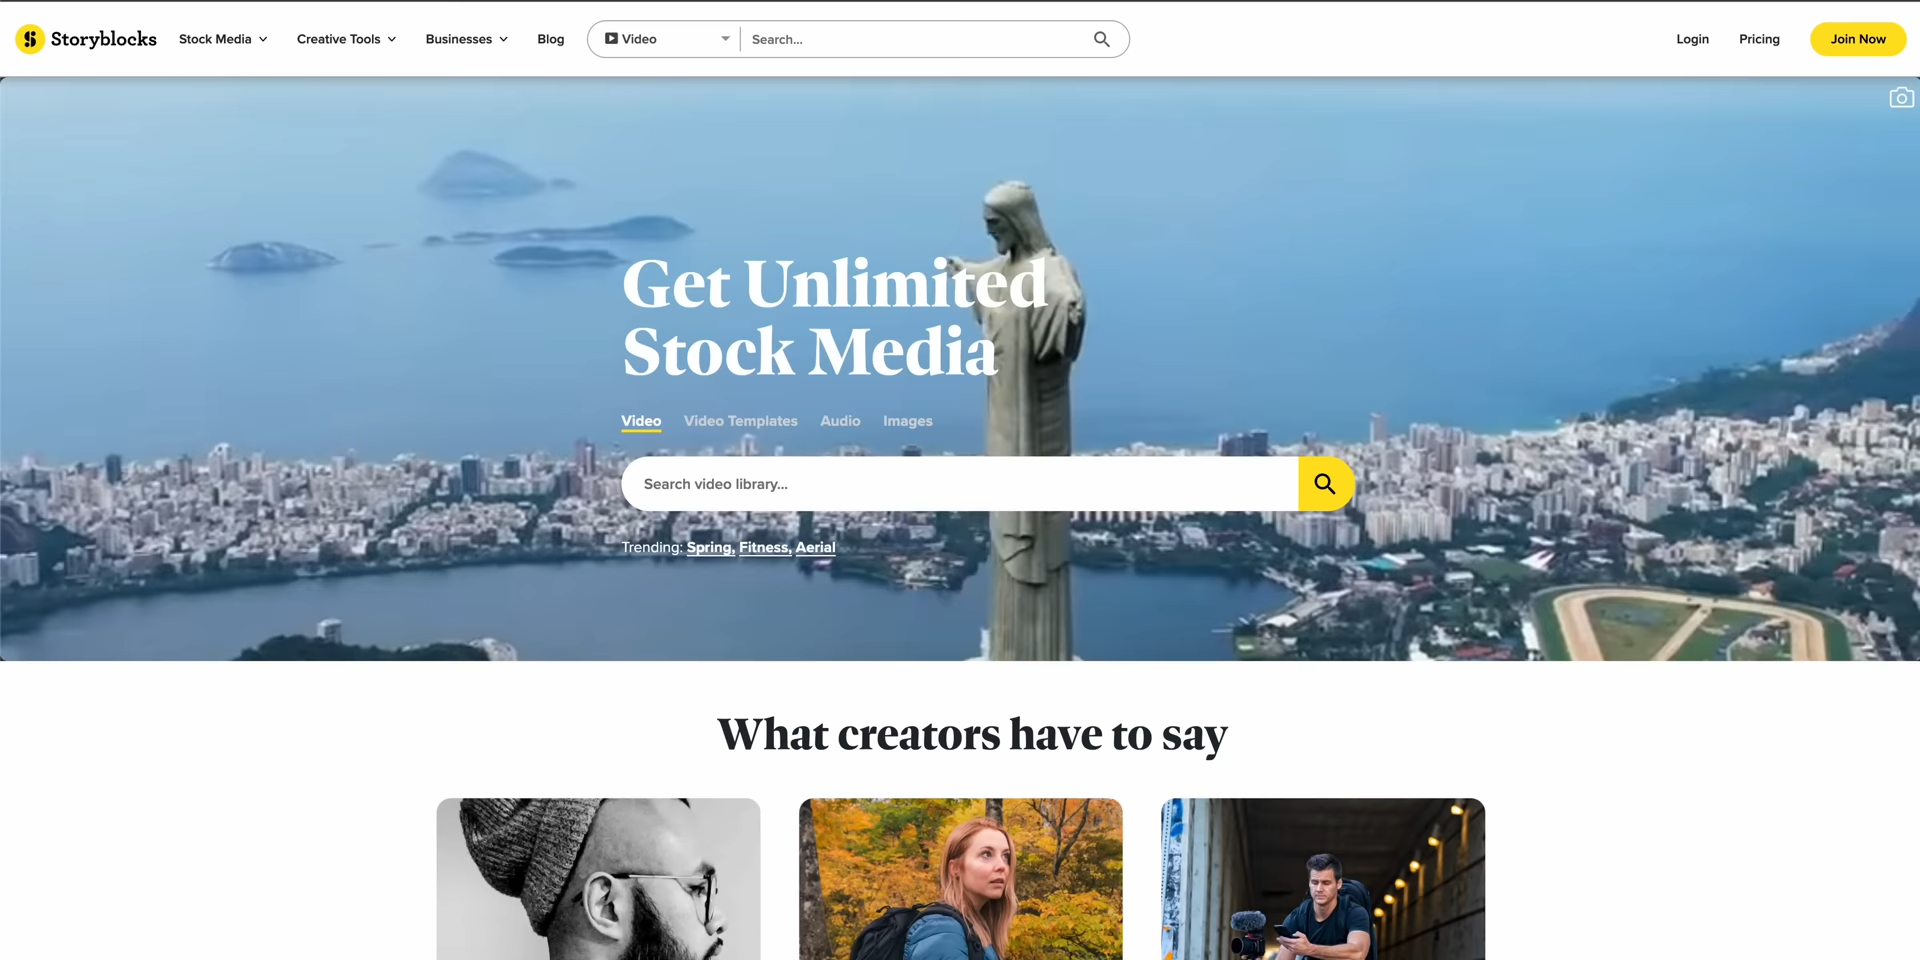 Storyblocks
Stock Media
Creative Tools
Businesses
Blog
Video
Search...
Login
Pricing
Join Now
Get Unlimited
Stock Media
Video
Video Templates
Audio
Images
Search video library...
Trending: Spring, Fitness, Aerial
What creators have to say